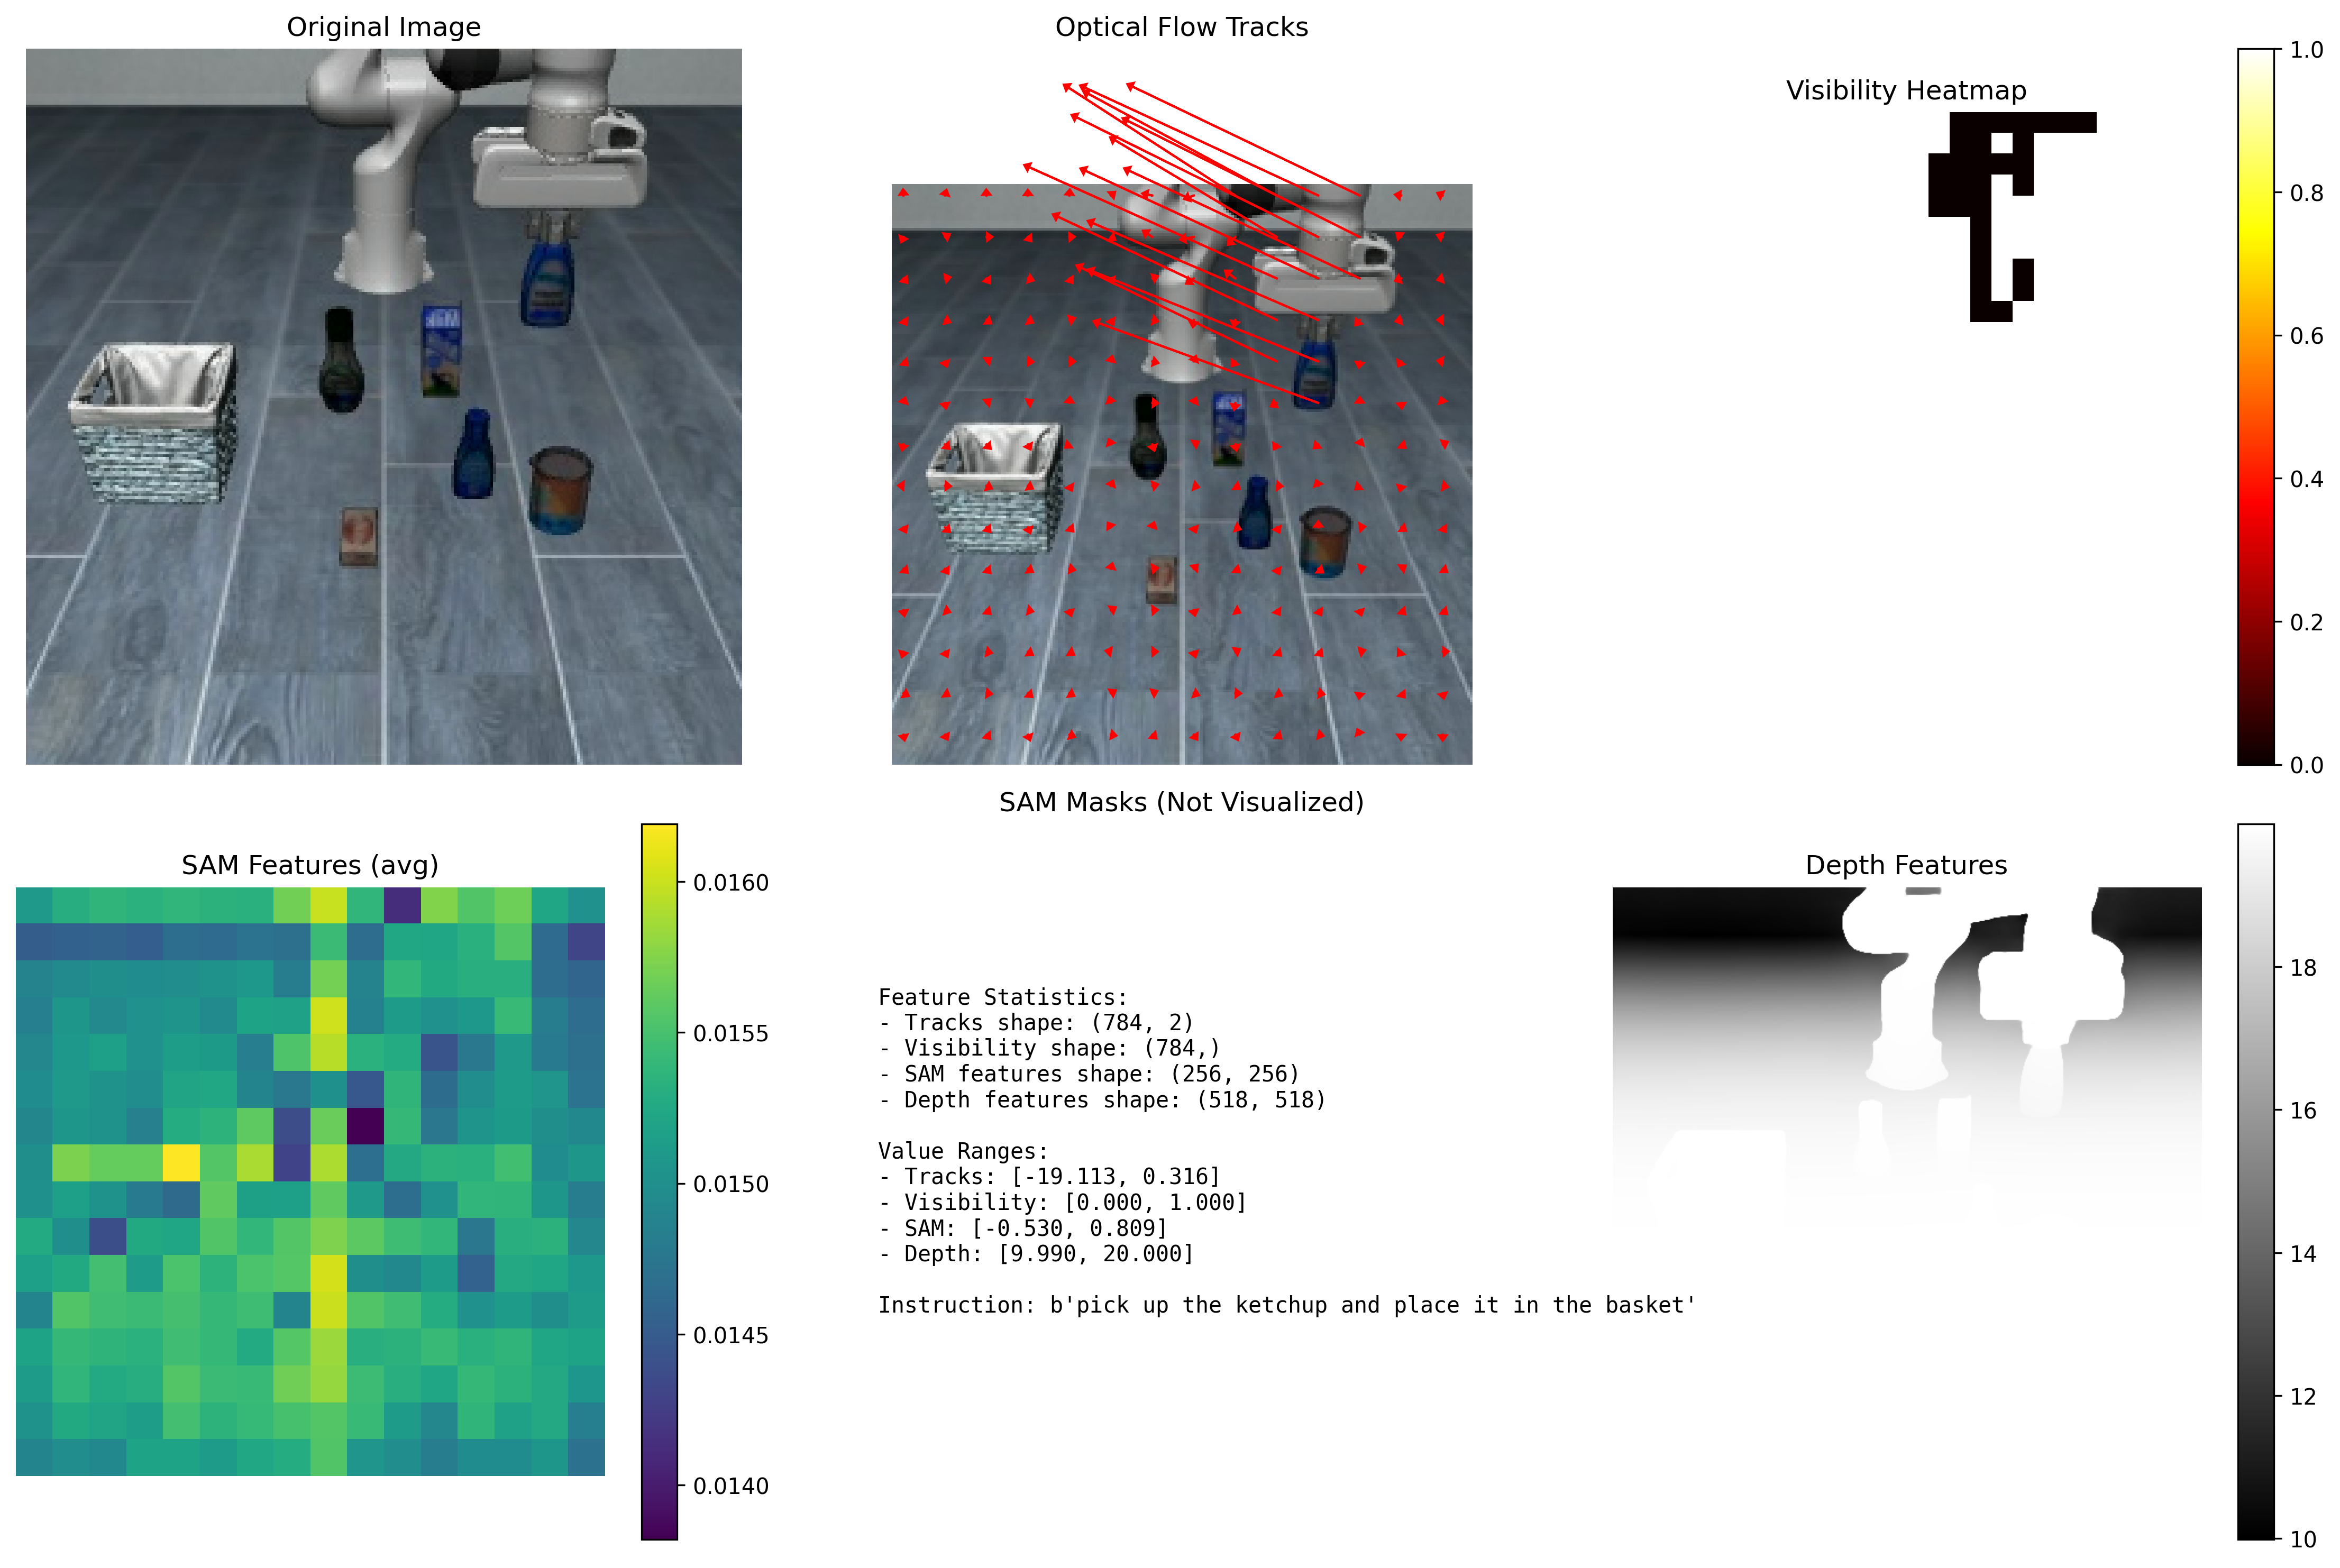 Original Image
Optical Flow Tracks
Visibility Heatmap
1.0
0.8
0.6
0.4
0.2
0.0
SAM Features (avg)
0.0160
0.0155
0.0150
0.0145
0.0140
SAM Masks (Not Visualized)
Feature Statistics:
- Tracks shape: (784, 2)
- Visibility shape: (784,)
- SAM features shape: (256, 256)
- Depth features shape: (518, 518)
Value Ranges:
- Tracks: [-19.113, 0.316]
- Visibility: [0.000, 1.000]
- SAM: [-0.530, 0.809]
- Depth: [9.990, 20.000]
Instruction: b'pick up the ketchup and place it in the basket'
Depth Features
18
16
14
12
10